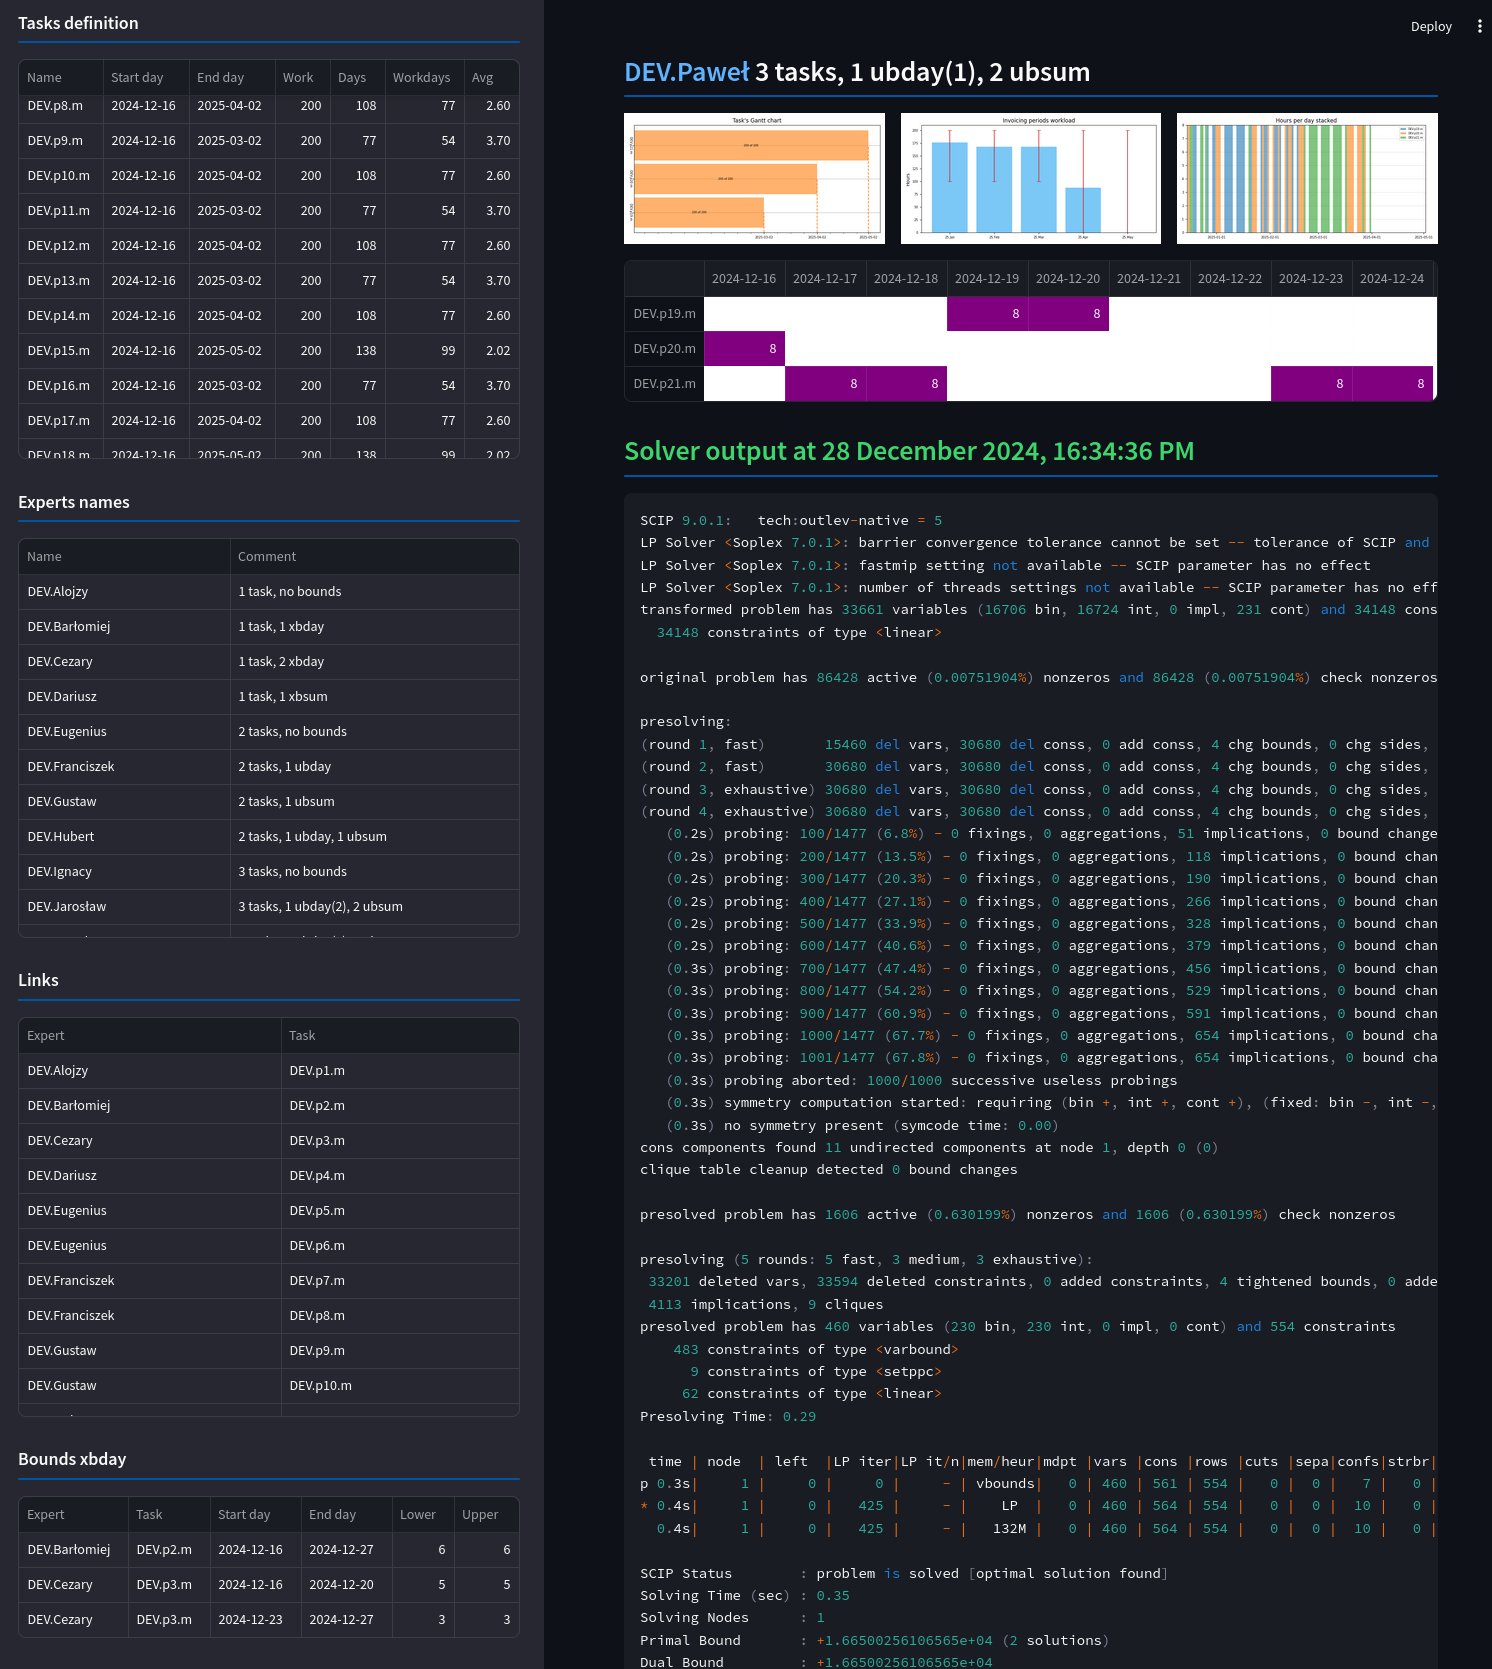 Tasks definition
Name Start day End day Work Days Workdays Avg
DEV.p8.m 2024-12-16 2025-04-02 200 108 77 2.60
DEV.p9.m 2024-12-16 2025-03-02 200 77 54 3.70
DEV.p10.m 2024-12-16 2025-04-02 200 108 77 2.60
DEV.p11.m 2024-12-16 2025-03-02 200 77 54 3.70
DEV.p12.m 2024-12-16 2025-04-02 200 108 77 2.60
DEV.p13.m 2024-12-16 2025-03-02 200 77 54 3.70
DEV.p14.m 2024-12-16 2025-04-02 200 108 77 2.60
DEV.p15.m 2024-12-16 2025-05-02 200 138 99 2.02
DEV.p16.m 2024-12-16 2025-03-02 200 77 54 3.70
DEV.p17.m 2024-12-16 2025-04-02 200 108 77 2.60
DEV.p18.m 2024-12-16 2025-05-02 200 138 99 2.02
Experts names
Name Comment
DEV.Alojzy 1 task, no bounds
DEV.Barłomiej 1 task, 1 xbday
DEV.Cezary 1 task, 2 xbday
DEV.Dariusz 1 task, 1 xbsum
DEV.Eugenius 2 tasks, no bounds
DEV.Franciszek 2 tasks, 1 ubday
DEV.Gustaw 2 tasks, 1 ubsum
DEV.Hubert 2 tasks, 1 ubday, 1 ubsum
DEV.Ignacy 3 tasks, no bounds
DEV.Jarosław 3 tasks, 1 ubday(2), 2 ubsum
Links
Expert Task
DEV.Alojzy DEV.p1.m
DEV.Barłomiej DEV.p2.m
DEV.Cezary DEV.p3.m
DEV.Dariusz DEV.p4.m
DEV.Eugenius DEV.p5.m
DEV.Eugenius DEV.p6.m
DEV.Franciszek DEV.p7.m
DEV.Franciszek DEV.p8.m
DEV.Gustaw DEV.p9.m
DEV.Gustaw DEV.p10.m
Bounds xbday
Expert Task Start day End day Lower Upper
DEV.Barłomiej DEV.p2.m 2024-12-16 2024-12-27 6 6
DEV.Cezary DEV.p3.m 2024-12-16 2024-12-20 5 5
DEV.Cezary DEV.p3.m 2024-12-23 2024-12-27 3 3
Deploy
DEV.Paweł 3 tasks, 1 ubday(1), 2 ubsum
Task's Gantt chart
Invoicing periods workload
Hours per day stacked
2024-12-16 2024-12-17 2024-12-18 2024-12-19 2024-12-20 2024-12-21 2024-12-22 2024-12-23 2024-12-24
DEV.p19.m 8 8
DEV.p20.m 8
DEV.p21.m 8 8 8 8
Solver output at 28 December 2024, 16:34:36 PM
SCIP 9.0.1:   tech:outlev-native = 5
LP Solver <Soplex 7.0.1>: barrier convergence tolerance cannot be set -- tolerance of SCIP and
LP Solver <Soplex 7.0.1>: fastmip setting not available -- SCIP parameter has no effect
LP Solver <Soplex 7.0.1>: number of threads settings not available -- SCIP parameter has no eff
transformed problem has 33661 variables (16706 bin, 16724 int, 0 impl, 231 cont) and 34148 cons
34148 constraints of type <linear>
original problem has 86428 active (0.00751904%) nonzeros and 86428 (0.00751904%) check nonzeros
presolving:
(round 1, fast)       15460 del vars, 30680 del conss, 0 add conss, 4 chg bounds, 0 chg sides,
(round 2, fast)       30680 del vars, 30680 del conss, 0 add conss, 4 chg bounds, 0 chg sides,
(round 3, exhaustive) 30680 del vars, 30680 del conss, 0 add conss, 4 chg bounds, 0 chg sides,
(round 4, exhaustive) 30680 del vars, 30680 del conss, 0 add conss, 4 chg bounds, 0 chg sides,
(0.2s) probing: 100/1477 (6.8%) - 0 fixings, 0 aggregations, 51 implications, 0 bound change
(0.2s) probing: 200/1477 (13.5%) - 0 fixings, 0 aggregations, 118 implications, 0 bound chan
(0.2s) probing: 300/1477 (20.3%) - 0 fixings, 0 aggregations, 190 implications, 0 bound chan
(0.2s) probing: 400/1477 (27.1%) - 0 fixings, 0 aggregations, 266 implications, 0 bound chan
(0.2s) probing: 500/1477 (33.9%) - 0 fixings, 0 aggregations, 328 implications, 0 bound chan
(0.2s) probing: 600/1477 (40.6%) - 0 fixings, 0 aggregations, 379 implications, 0 bound chan
(0.3s) probing: 700/1477 (47.4%) - 0 fixings, 0 aggregations, 456 implications, 0 bound chan
(0.3s) probing: 800/1477 (54.2%) - 0 fixings, 0 aggregations, 529 implications, 0 bound chan
(0.3s) probing: 900/1477 (60.9%) - 0 fixings, 0 aggregations, 591 implications, 0 bound chan
(0.3s) probing: 1000/1477 (67.7%) - 0 fixings, 0 aggregations, 654 implications, 0 bound cha
(0.3s) probing: 1001/1477 (67.8%) - 0 fixings, 0 aggregations, 654 implications, 0 bound cha
(0.3s) probing aborted: 1000/1000 successive useless probings
(0.3s) symmetry computation started: requiring (bin +, int +, cont +), (fixed: bin -, int -,
(0.3s) no symmetry present (symcode time: 0.00)
cons components found 11 undirected components at node 1, depth 0 (0)
clique table cleanup detected 0 bound changes
presolved problem has 1606 active (0.630199%) nonzeros and 1606 (0.630199%) check nonzeros
presolving (5 rounds: 5 fast, 3 medium, 3 exhaustive):
33201 deleted vars, 33594 deleted constraints, 0 added constraints, 4 tightened bounds, 0 adde
4113 implications, 9 cliques
presolved problem has 460 variables (230 bin, 230 int, 0 impl, 0 cont) and 554 constraints
483 constraints of type <varbound>
9 constraints of type <setppc>
62 constraints of type <linear>
Presolving Time: 0.29
time | node  | left  |LP iter|LP it/n|mem/heur|mdpt |vars |cons |rows |cuts |sepa|confs|strbr|
p 0.3s|     1 |     0 |     0 |     - | vbounds|   0 | 460 | 561 | 554 |   0 |  0 |   7 |   0 |
* 0.4s|     1 |     0 |   425 |     - |    LP  |   0 | 460 | 564 | 554 |   0 |  0 |  10 |   0 |
0.4s|     1 |     0 |   425 |     - |   132M |   0 | 460 | 564 | 554 |   0 |  0 |  10 |   0 |
SCIP Status        : problem is solved [optimal solution found]
Solving Time (sec) : 0.35
Solving Nodes      : 1
Primal Bound       : +1.66500256106565e+04 (2 solutions)
Dual Bound         : +1.66500256106565e+04